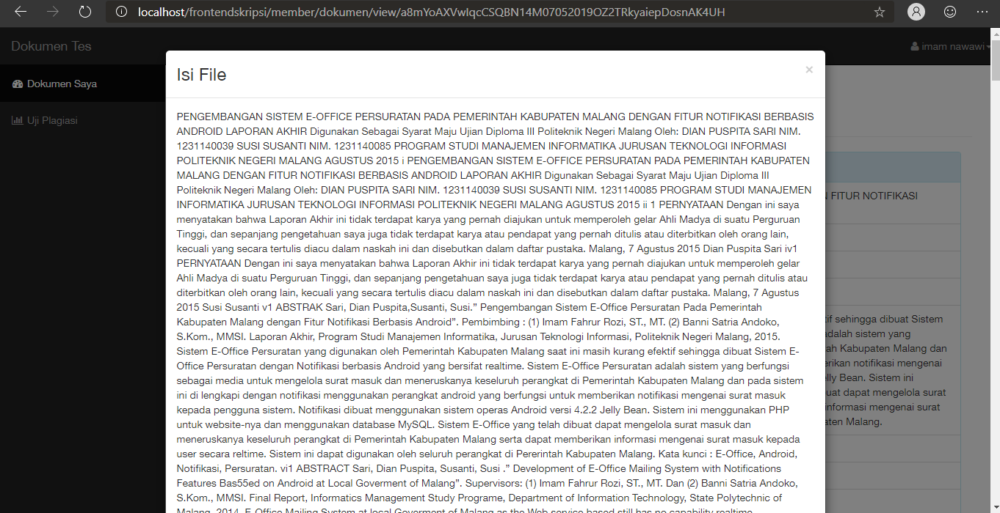 localhost/frontendskripsi/member/dokumen/view/a8mYoAXVwIqcCSQBN14M07052019OZ2TRkyaiepDosnAK4UH
Dokumen Tes
imam nawawi
Dokumen Saya
Uji Plagiasi
Isi File
×
PENGEMBANGAN SISTEM E-OFFICE PERSURATAN PADA PEMERINTAH KABUPATEN MALANG DENGAN FITUR NOTIFIKASI BERBASIS
ANDROID LAPORAN AKHIR Digunakan Sebagai Syarat Maju Ujian Diploma III Politeknik Negeri Malang Oleh: DIAN PUSPITA SARI NIM.
1231140039 SUSI SUSANTI NIM. 1231140085 PROGRAM STUDI MANAJEMEN INFORMATIKA JURUSAN TEKNOLOGI INFORMASI
POLITEKNIK NEGERI MALANG AGUSTUS 2015 i PENGEMBANGAN SISTEM E-OFFICE PERSURATAN PADA PEMERINTAH KABUPATEN
MALANG DENGAN FITUR NOTIFIKASI BERBASIS ANDROID LAPORAN AKHIR Digunakan Sebagai Syarat Maju Ujian Diploma III
Politeknik Negeri Malang Oleh: DIAN PUSPITA SARI NIM. 1231140039 SUSI SUSANTI NIM. 1231140085 PROGRAM STUDI MANAJEMEN
INFORMATIKA JURUSAN TEKNOLOGI INFORMASI POLITEKNIK NEGERI MALANG AGUSTUS 2015 ii 1 PERNYATAAN Dengan ini saya
menyatakan bahwa Laporan Akhir ini tidak terdapat karya yang pernah diajukan untuk memperoleh gelar Ahli Madya di suatu Perguruan
Tinggi, dan sepanjang pengetahuan saya juga tidak terdapat karya atau pendapat yang pernah ditulis atau diterbitkan oleh orang lain,
kecuali yang secara tertulis diacu dalam naskah ini dan disebutkan dalam daftar pustaka. Malang, 7 Agustus 2015 Dian Puspita Sari iv1
PERNYATAAN Dengan ini saya menyatakan bahwa Laporan Akhir ini tidak terdapat karya yang pernah diajukan untuk memperoleh gelar
Ahli Madya di suatu Perguruan Tinggi, dan sepanjang pengetahuan saya juga tidak terdapat karya atau pendapat yang pernah ditulis atau
diterbitkan oleh orang lain, kecuali yang secara tertulis diacu dalam naskah ini dan disebutkan dalam daftar pustaka. Malang, 7 Agustus
2015 Susi Susanti v1 ABSTRAK Sari, Dian Puspita,Susanti, Susi.” Pengembangan Sistem E-Office Persuratan Pada Pemerintah
Kabupaten Malang dengan Fitur Notifikasi Berbasis Android”. Pembimbing : (1) Imam Fahrur Rozi, ST., MT. (2) Banni Satria Andoko,
S.Kom., MMSI. Laporan Akhir, Program Studi Manajemen Informatika, Jurusan Teknologi Informasi, Politeknik Negeri Malang, 2015.
Sistem E-Office Persuratan yang digunakan oleh Pemerintah Kabupaten Malang saat ini masih kurang efektif sehingga dibuat Sistem E-
Office Persuratan dengan Notifikasi berbasis Android yang bersifat realtime. Sistem E-Office Persuratan adalah sistem yang berfungsi
sebagai media untuk mengelola surat masuk dan meneruskanya keseluruh perangkat di Pemerintah Kabupaten Malang dan pada sistem
ini di lengkapi dengan notifikasi menggunakan perangkat android yang berfungsi untuk memberikan notifikasi mengenai surat masuk
kepada pengguna sistem. Notifikasi dibuat menggunakan sistem operas Android versi 4.2.2 Jelly Bean. Sistem ini menggunakan PHP
untuk website-nya dan menggunakan database MySQL. Sistem E-Office yang telah dibuat dapat mengelola surat masuk dan
meneruskanya keseluruh perangkat di Pemerintah Kabupaten Malang serta dapat memberikan informasi mengenai surat masuk kepada
user secara reltime. Sistem ini dapat digunakan oleh seluruh perangkat di Pererintah Kabupaten Malang. Kata kunci : E-Office, Android,
Notifikasi, Persuratan. vi1 ABSTRACT Sari, Dian Puspita, Susanti, Susi .” Development of E-Office Mailing System with Notifications
Features Bas55ed on Android at Local Goverment of Malang”. Supervisors: (1) Imam Fahrur Rozi, ST., MT. Dan (2) Banni Satria Andoko,
S.Kom., MMSI. Final Report, Informatics Management Study Programe, Department of Information Technology, State Polytechnic of
Malang, 2014. E-Office Mailing System at local Goverment of Malang as the Web service based still has no capability realtime
FITUR NOTIFIKASI
sehingga dibuat Sistem
adalah sistem yang
Kabupaten Malang dan
notifikasi mengenai
Bean. Sistem ini
dapat mengelola surat
informasi mengenai surat
Malang.